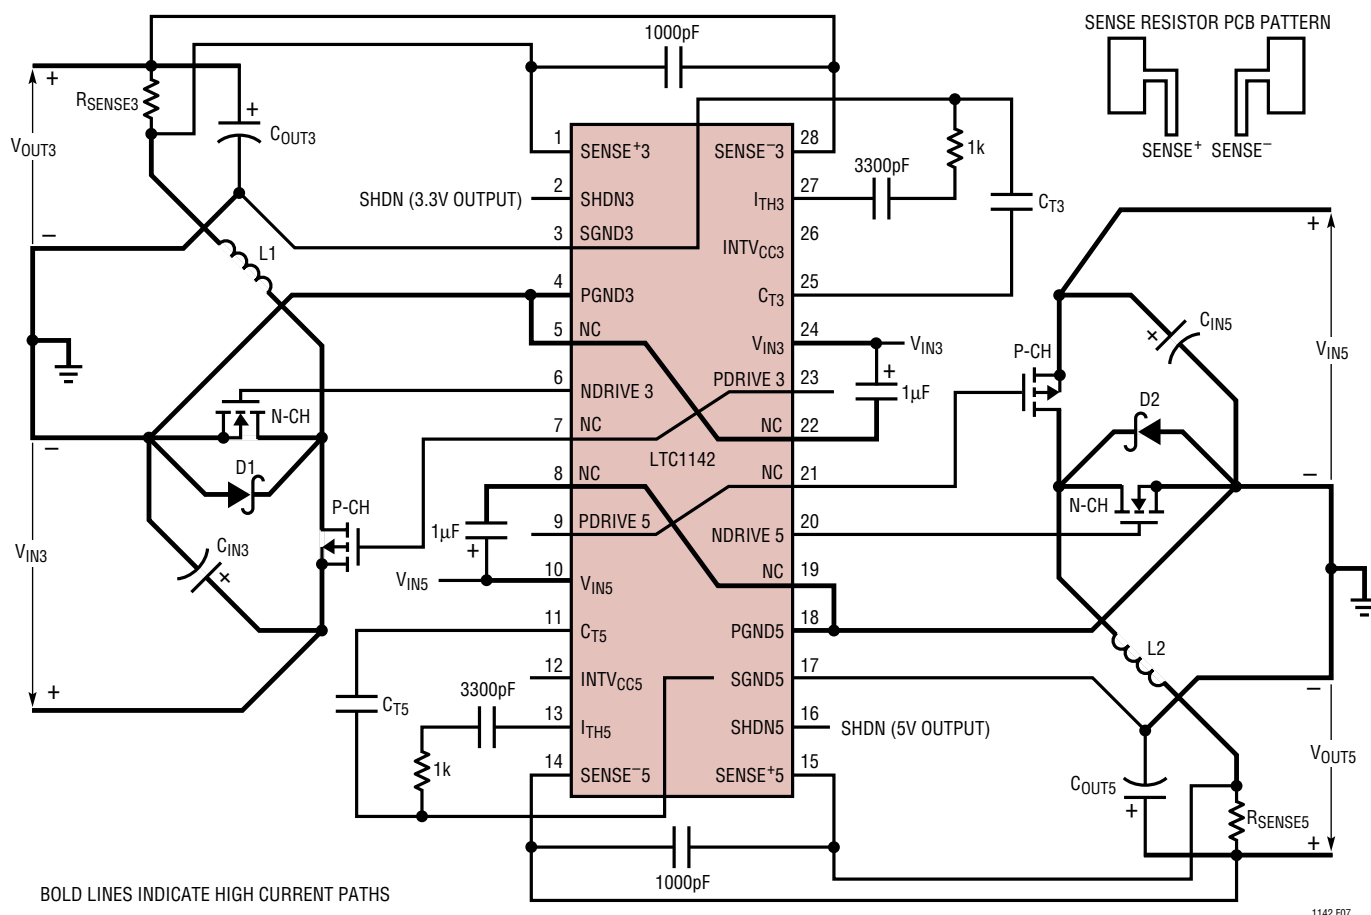 SENSE RESISTOR PCB PATTERN
SENSE+ SENSE−
1000pF
+
RSENSE3
+
COUT3
VOUT3
−
L1
SHDN (3.3V OUTPUT)
1 SENSE+3
2 SHDN3
3 SGND3
4 PGND3
5 NC
6 NDRIVE 3
7 NC
8 NC
9 PDRIVE 5
10 VIN5
11 CT5
12 INTVCC5
13 ITH5
14 SENSE−5
LTC1142
SENSE−3 28
ITH3 27
INTVCC3 26
CT3 25
VIN3 24
PDRIVE 3 23
NC 22
NC 21
NDRIVE 5 20
NC 19
PGND5 18
SGND5 17
SHDN5 16
SENSE+5 15
3300pF
1k
CT3
VIN3
+
1µF
N-CH
−
D1
P-CH
VIN3
CIN3
+
+
1µF
+
VIN5
CT5
3300pF
1k
+
P-CH
+
CIN5
VIN5
D2
−
N-CH
L2
−
SHDN (5V OUTPUT)
VOUT5
COUT5
+
RSENSE5
+
1000pF
BOLD LINES INDICATE HIGH CURRENT PATHS
1142 F07